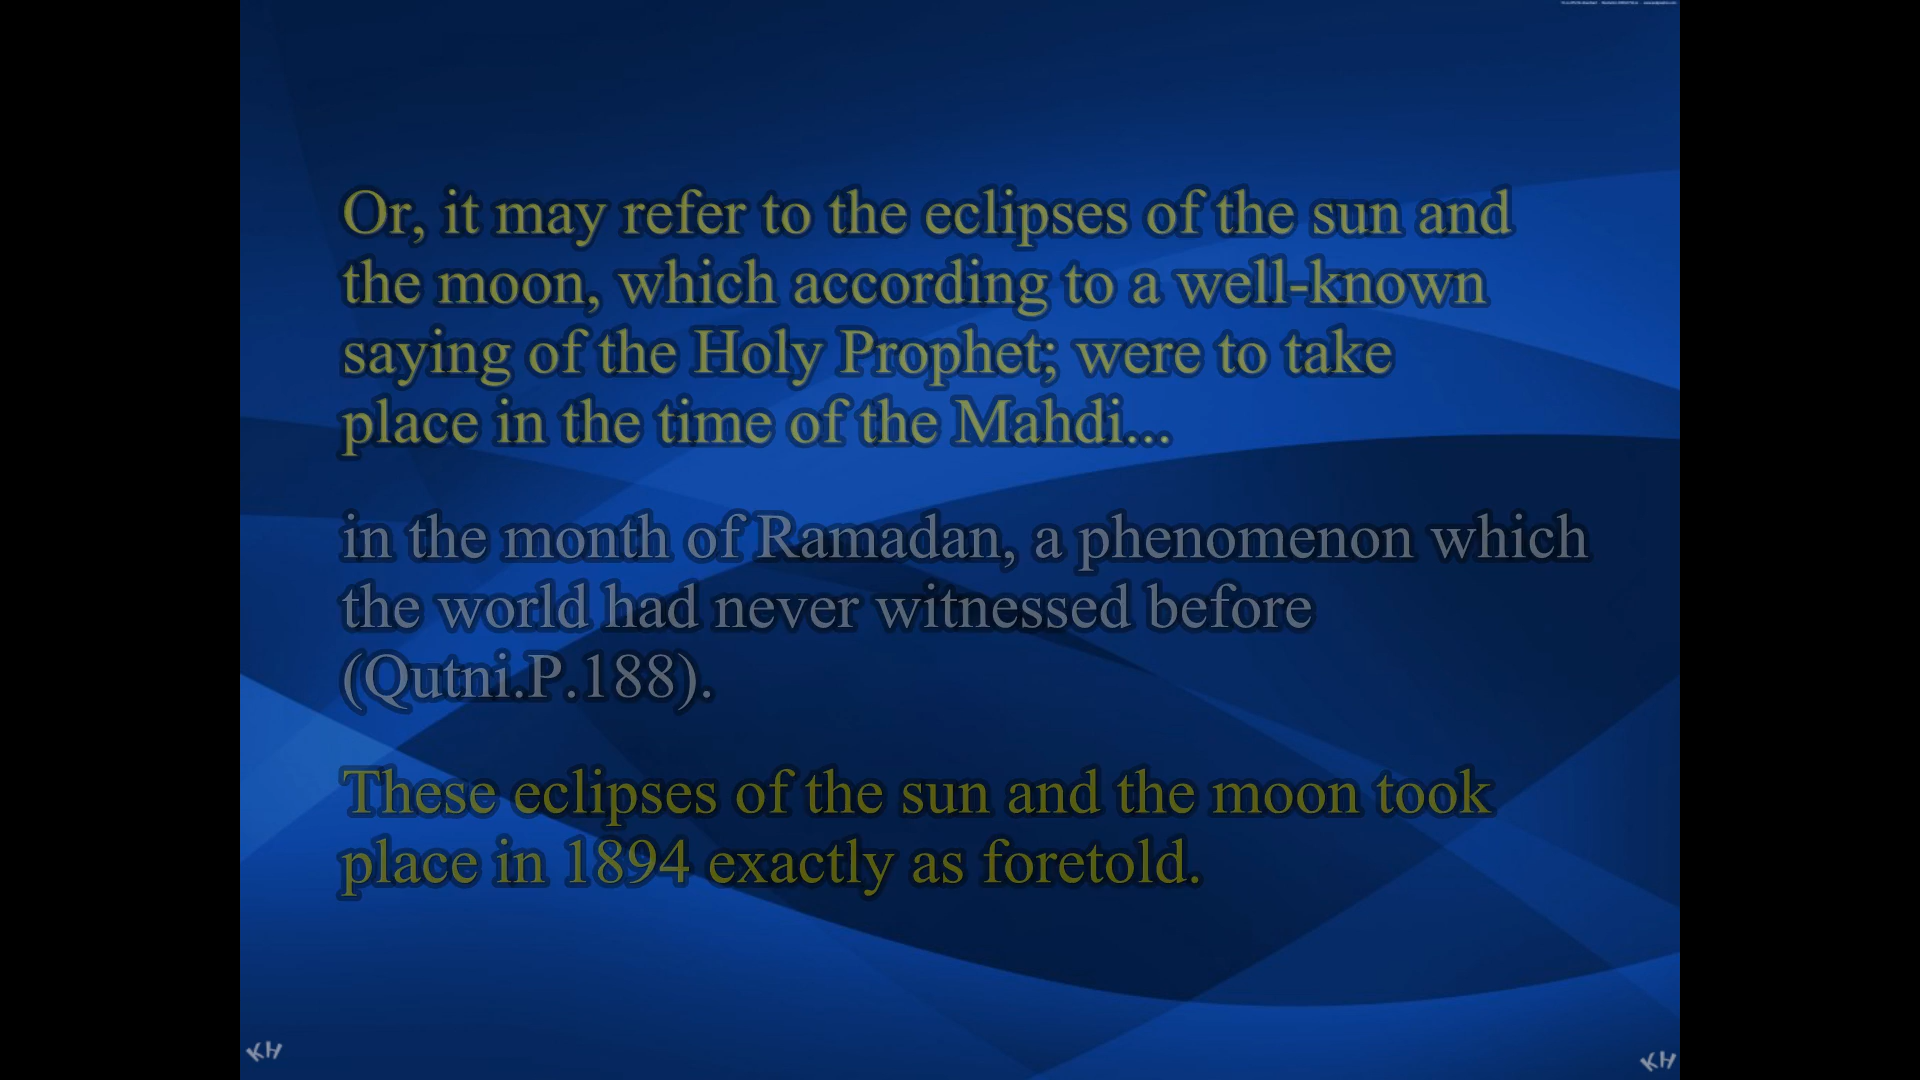 Or, it may refer to the eclipses of the sun and
the moon, which according to a well-known
saying of the Holy Prophet; were to take
place in the time of the Mahdi...
in the month of Ramadan, a phenomenon which
the world had never witnessed before
(Qutni.P.188).
These eclipses of the sun and the moon took
place in 1894 exactly as foretold.
KH
KH